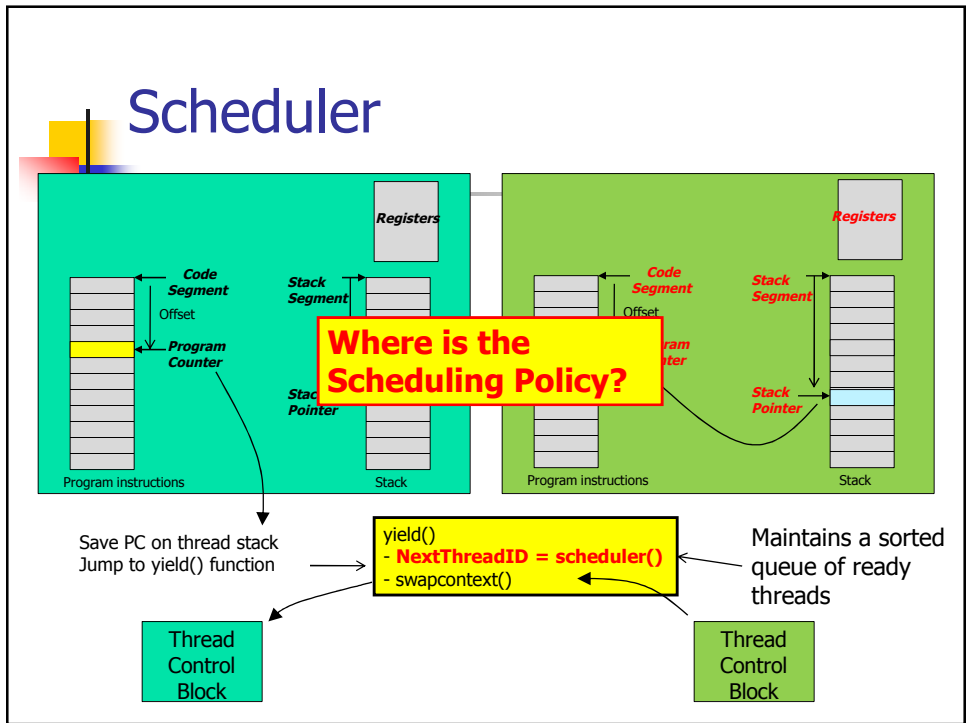 Scheduler
Registers
Code
Segment
Offset
Program
Counter
Stack
Segment
Stack
Pointer
Program instructions
Stack
Registers
Code
Segment
Offset
Stack
Segment
Stack
Pointer
Program instructions
Stack
Where is the
Scheduling Policy?
Save PC on thread stack
Jump to yield() function
yield()
- NextThreadID = scheduler()
- swapcontext()
Maintains a sorted
queue of ready
threads
Thread
Control
Block
Thread
Control
Block